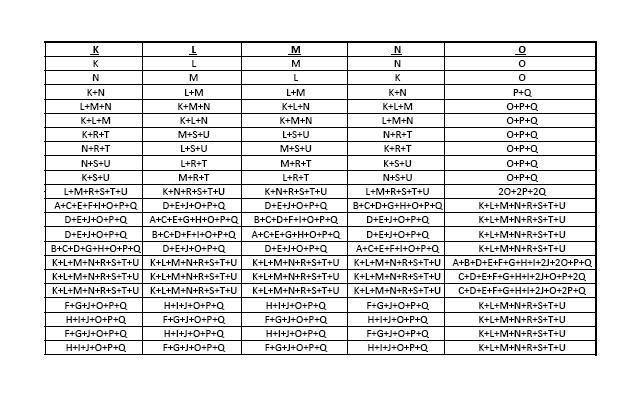 K L M N O
K L M N O
N M L K O
K+N L+M L+M K+N P+Q
L+M+N K+M+N K+L+N K+L+M O+P+Q
K+L+M K+L+N K+M+N L+M+N O+P+Q
K+R+T M+S+U L+S+U N+R+T O+P+Q
N+R+T L+S+U M+S+U K+R+T O+P+Q
N+S+U L+R+T M+R+T K+S+U O+P+Q
K+S+U M+R+T L+R+T N+S+U O+P+Q
L+M+R+S+T+U K+N+R+S+T+U K+N+R+S+T+U L+M+R+S+T+U 2O+2P+2Q
A+C+E+F+I+O+P+Q D+E+J+O+P+Q D+E+J+O+P+Q B+C+D+G+H+O+P+Q K+L+M+N+R+S+T+U
D+E+J+O+P+Q A+C+E+G+H+O+P+Q B+C+D+F+I+O+P+Q D+E+J+O+P+Q K+L+M+N+R+S+T+U
D+E+J+O+P+Q B+C+D+F+I+O+P+Q A+C+E+G+H+O+P+Q D+E+J+O+P+Q K+L+M+N+R+S+T+U
B+C+D+G+H+O+P+Q D+E+J+O+P+Q D+E+J+O+P+Q A+C+E+F+I+O+P+Q K+L+M+N+R+S+T+U
K+L+M+N+R+S+T+U K+L+M+N+R+S+T+U K+L+M+N+R+S+T+U K+L+M+N+R+S+T+U A+B+D+E+F+G+H+I+2J+2O+P+Q
K+L+M+N+R+S+T+U K+L+M+N+R+S+T+U K+L+M+N+R+S+T+U K+L+M+N+R+S+T+U C+D+E+F+G+H+I+2J+O+P+2Q
K+L+M+N+R+S+T+U K+L+M+N+R+S+T+U K+L+M+N+R+S+T+U K+L+M+N+R+S+T+U C+D+E+F+G+H+I+2J+O+2P+Q
F+G+J+O+P+Q H+I+J+O+P+Q H+I+J+O+P+Q F+G+J+O+P+Q K+L+M+N+R+S+T+U
H+I+J+O+P+Q F+G+J+O+P+Q F+G+J+O+P+Q H+I+J+O+P+Q K+L+M+N+R+S+T+U
F+G+J+O+P+Q H+I+J+O+P+Q H+I+J+O+P+Q F+G+J+O+P+Q K+L+M+N+R+S+T+U
H+I+J+O+P+Q F+G+J+O+P+Q F+G+J+O+P+Q H+I+J+O+P+Q K+L+M+N+R+S+T+U